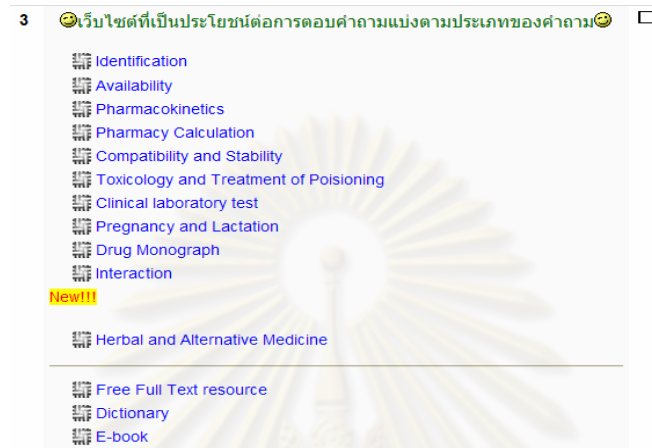 3 เว็บไซต์ที่เป็นประโยชน์ต่อการตอบคำถามแบ่งตามประเภทของคำถาม
Identification
Availability
Pharmacokinetics
Pharmacy Calculation
Compatibility and Stability
Toxicology and Treatment of Poisioning
Clinical laboratory test
Pregnancy and Lactation
Drug Monograph
Interaction
New!!!
Herbal and Alternative Medicine
Free Full Text resource
Dictionary
E-book